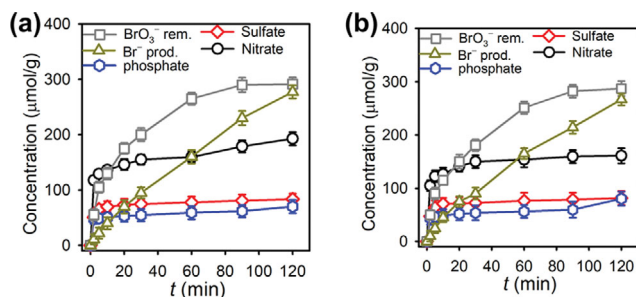 (a)
BrO₃⁻ rem.
Br⁻ prod.
phosphate
Sulfate
Nitrate
Concentration (μmol/g)
400
300
200
100
0
0 20 40 60 80 100 120
t (min)
(b)
BrO₃⁻ rem.
Br⁻ prod.
phosphate
Sulfate
Nitrate
Concentration (μmol/g)
400
300
200
100
0
0 20 40 60 80 100 120
t (min)